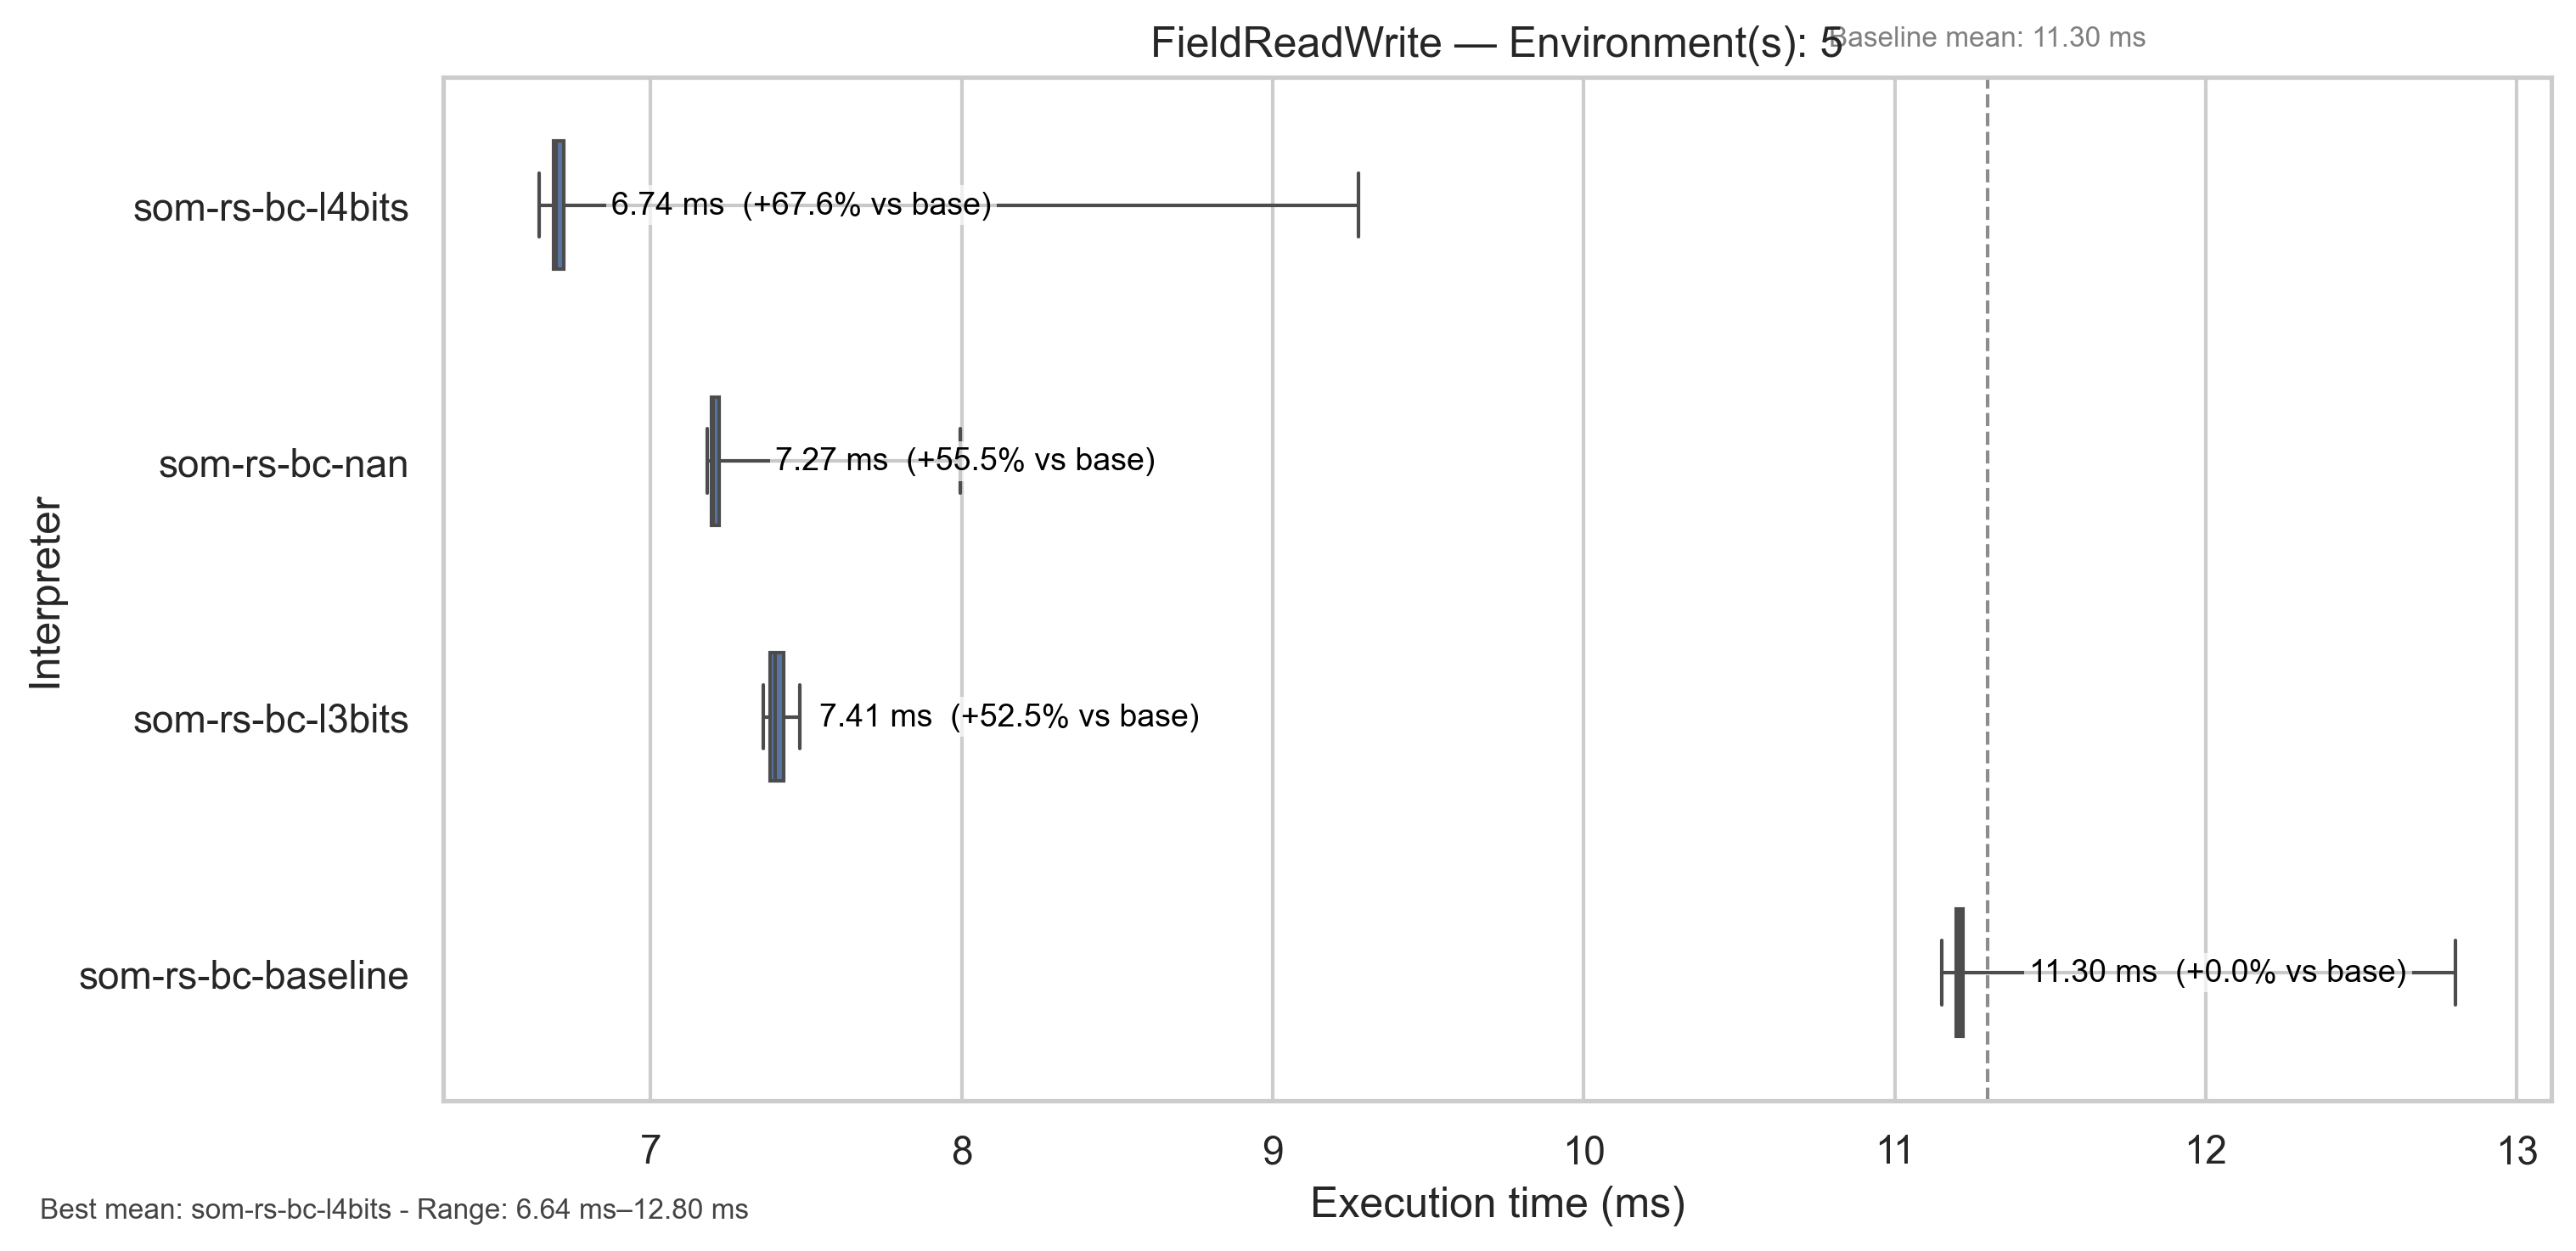 FieldReadWrite — Environment(s): 5
Baseline mean: 11.30 ms
Interpreter
som-rs-bc-l4bits
6.74 ms (+67.6% vs base)
som-rs-bc-nan
7.27 ms (+55.5% vs base)
som-rs-bc-l3bits
7.41 ms (+52.5% vs base)
som-rs-bc-baseline
11.30 ms (+0.0% vs base)
7 8 9 10 11 12 13
Execution time (ms)
Best mean: som-rs-bc-l4bits - Range: 6.64 ms–12.80 ms